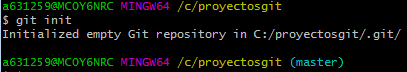 a631259@MCOY6NRC MINGW64 /c/proyectosgit
$ git init
Initialized empty Git repository in C:/proyectosgit/.git/
a631259@MCOY6NRC MINGW64 /c/proyectosgit (master)